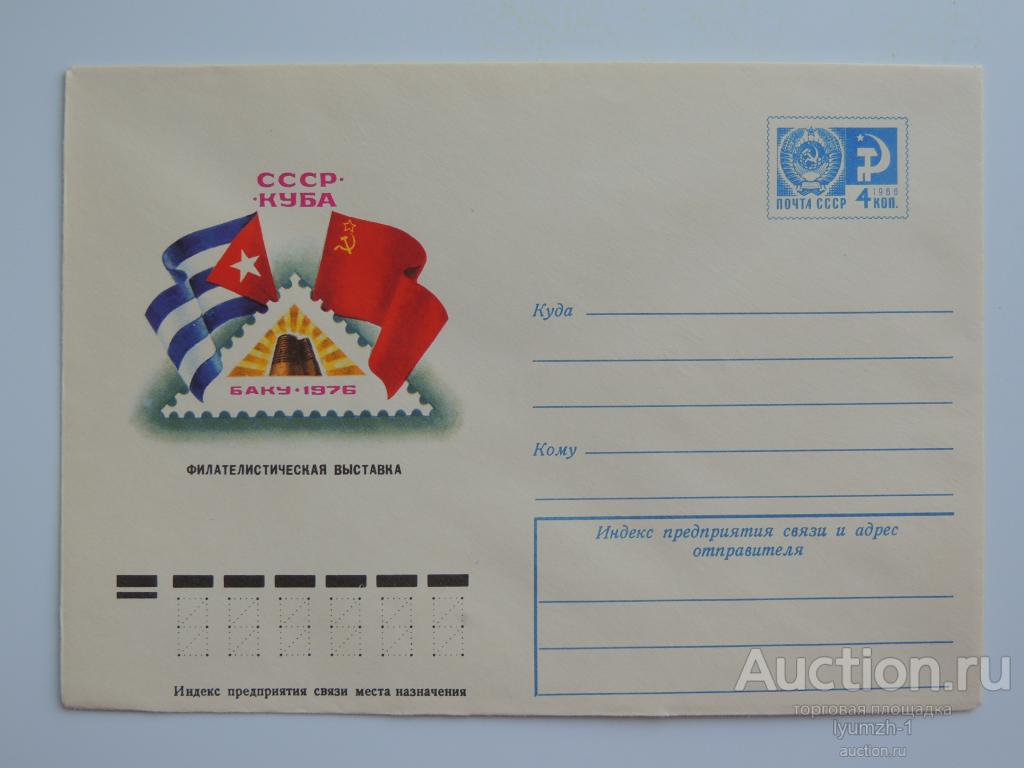 СССР·
·КУБА
БАКУ·1976
ФИЛАТЕЛИСТИЧЕСКАЯ ВЫСТАВКА
1966
ПОЧТА СССР 4 КОП.
Куда
Кому
Индекс предприятия связи и адрес
отправителя
Индекс предприятия связи места назначения
Auction.ru
торговая площадка
lyumzh-1
auction.ru